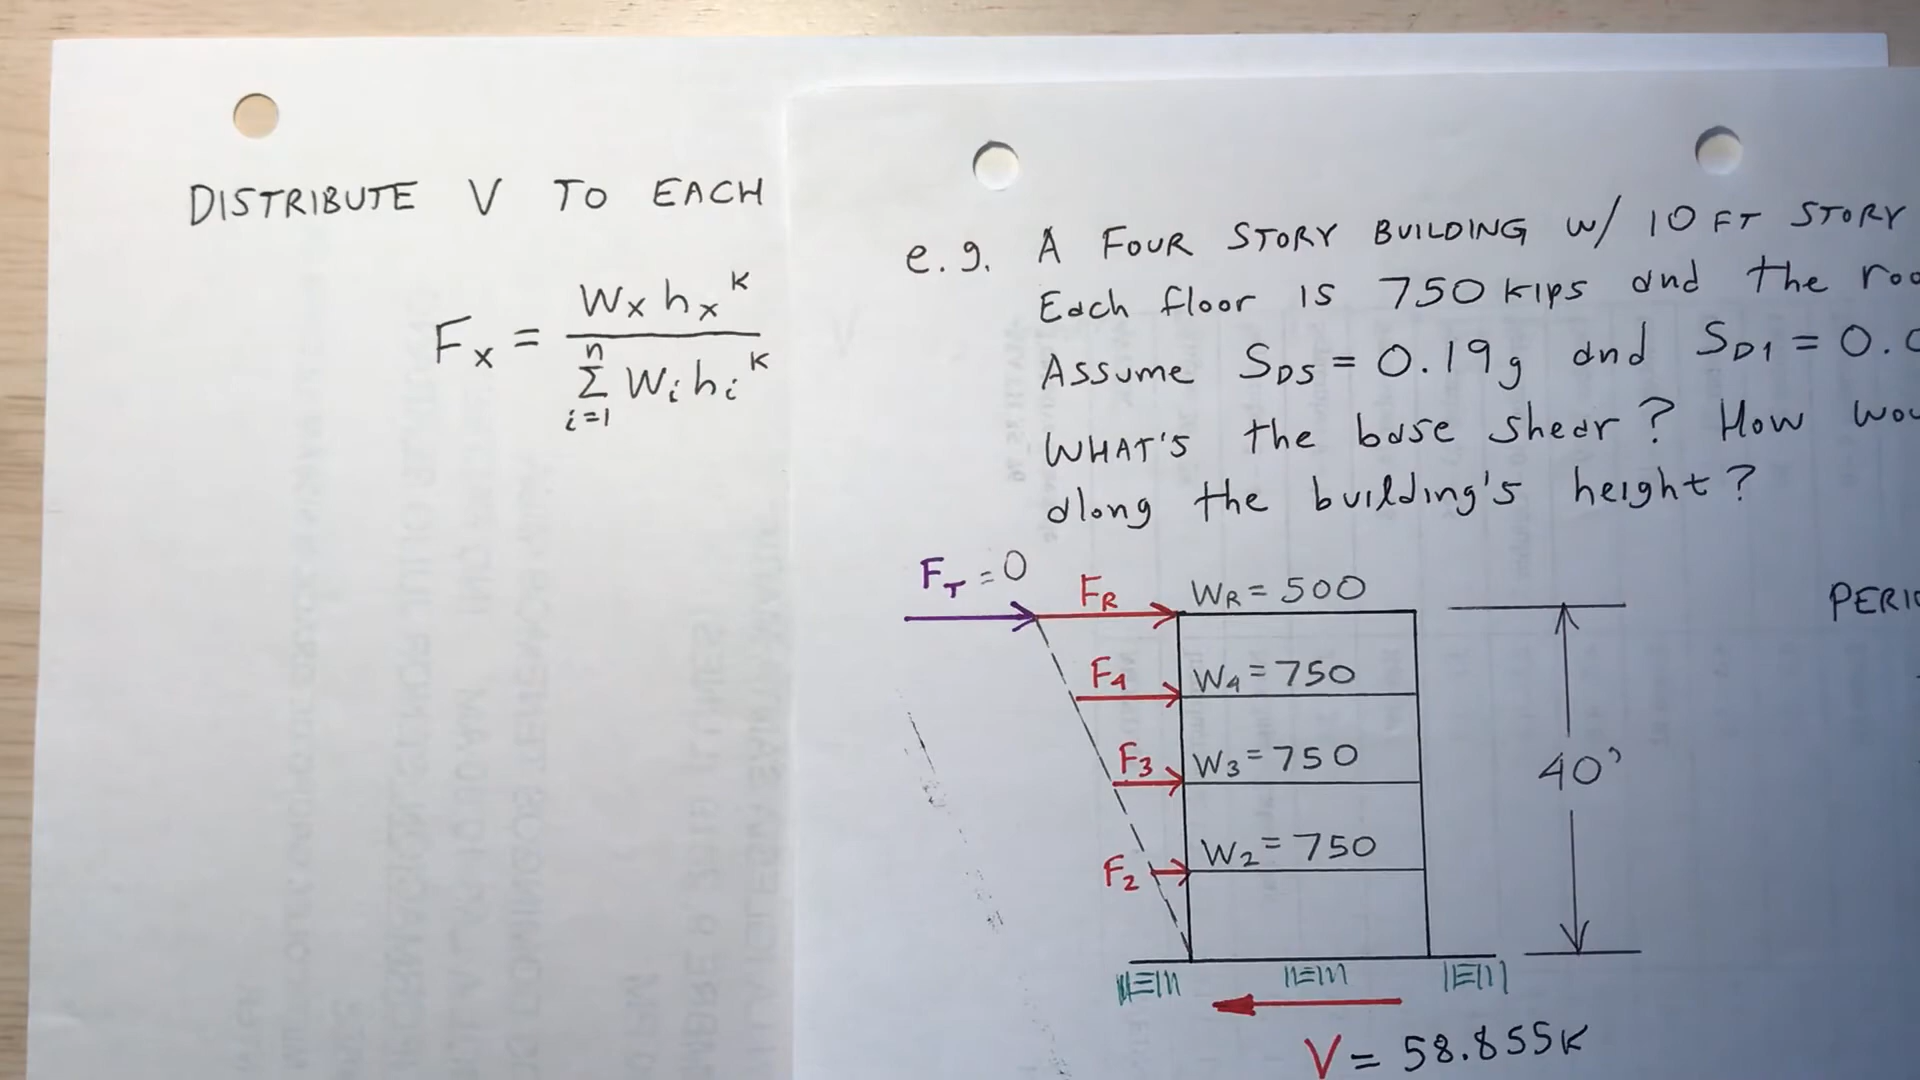 DISTRIBUTE V TO EACH
Fx = Wx hx^K / Σ Wi hi^K
n
i=1
e.g. A FOUR STORY BUILDING W/ 10 FT STORY
Each floor is 750 kips and the
Assume SDS = 0.19g and SD1 = 0.
WHAT'S the base shear? How
along the building's height?
FT = 0
FR
WR = 500
F4
W4 = 750
F3
W3 = 750
F2
W2 = 750
40'
V = 58.855K